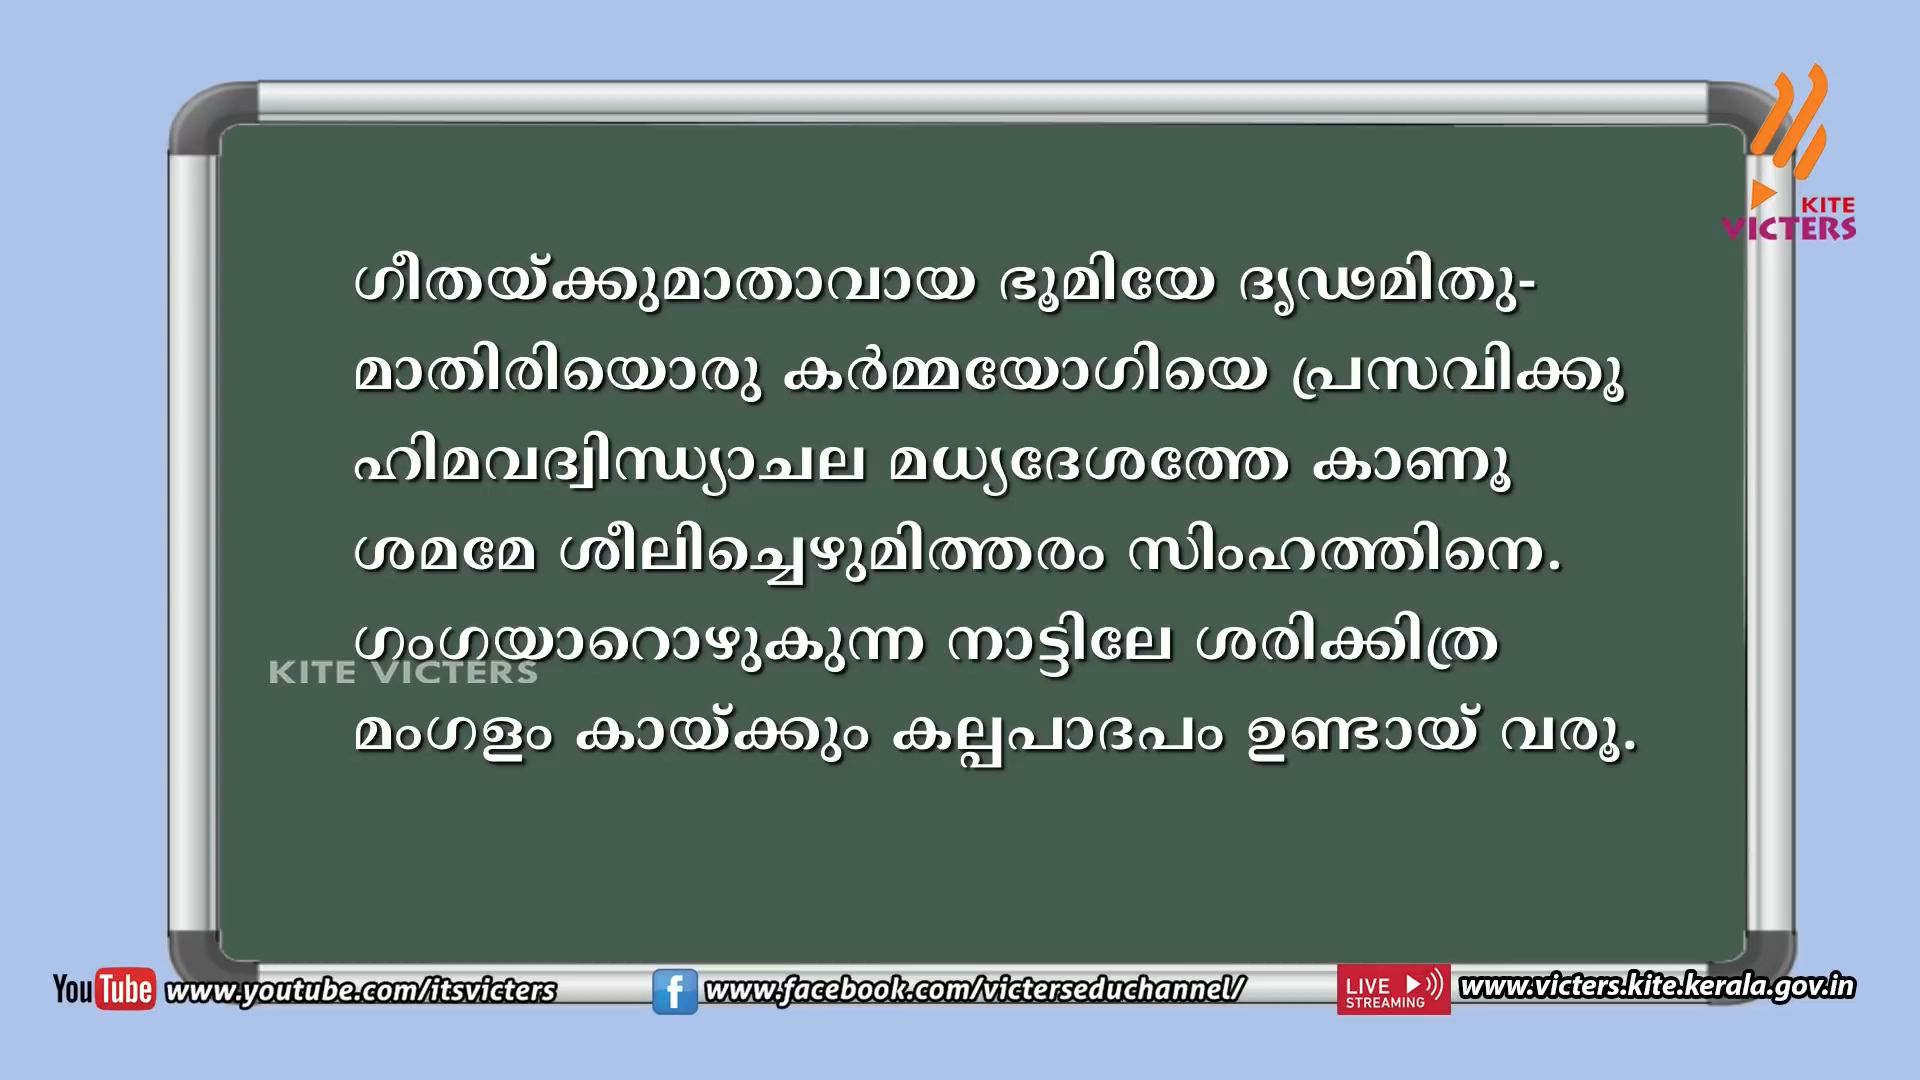 KITE
VICTERS
ഗീതയ്ക്കുമാതാവായ ഭൂമിയേ ദൃഢമിതു-
മാതിരിയൊരു കർമ്മയോഗിയെ പ്രസവിക്കൂ
ഹിമവദ്വിന്ധ്യാചല മധ്യദേശത്തേ കാണൂ
ശമമേ ശീലിച്ചെഴുമിത്തരം സിംഹത്തിനെ.
ഗംഗയാറൊഴുകുന്ന നാട്ടിലേ ശരിക്കിത്ര
KITE VICTERS
മംഗളം കായ്ക്കും കല്പപാദപം ഉണ്ടായ് വരൂ.
YouTube www.youtube.com/itsvicters f www.facebook.com/victerseduchannel/ LIVE STREAMING www.victers.kite.kerala.gov.in